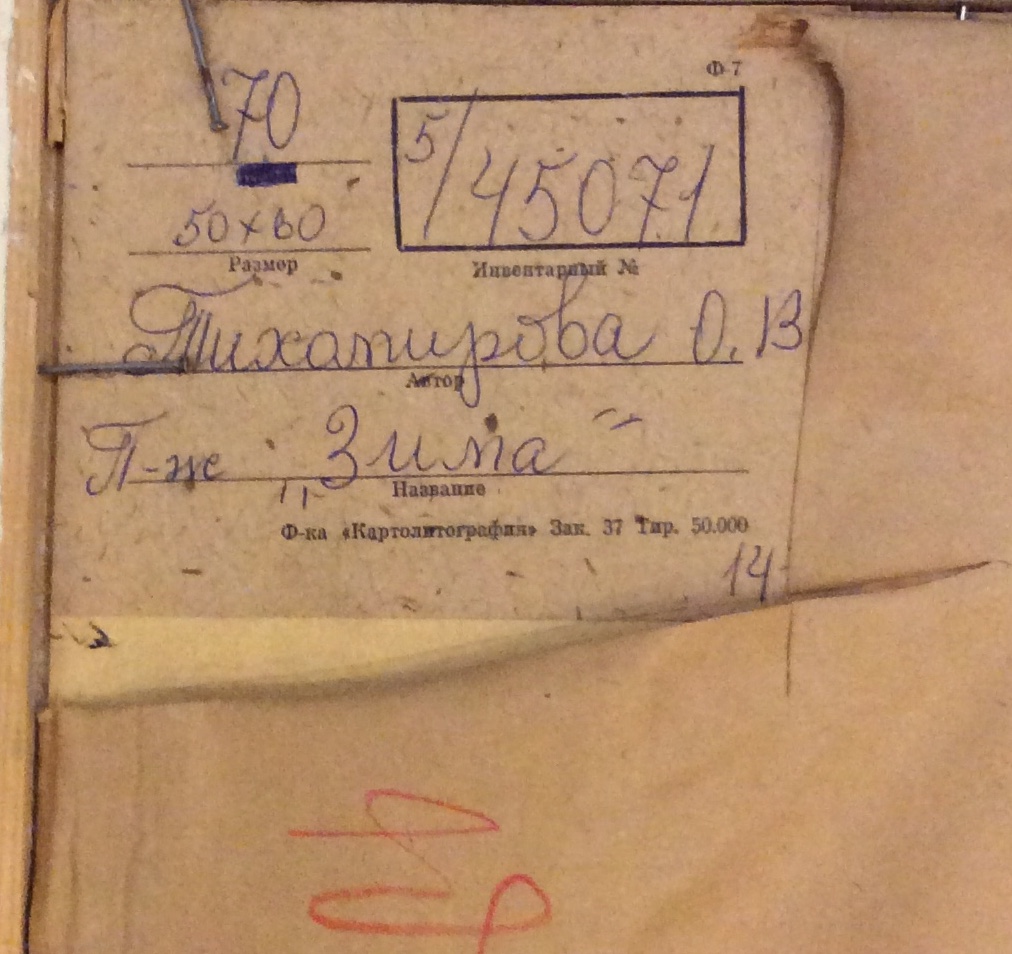 Ф-7
70
5/45071
50×60
Размер
Инвентарный №
Тихомирова О. В
Автор
П-ж „Зима"
Название
Ф-ка «Картолитография» Зак. 37 Тир. 50.000
14